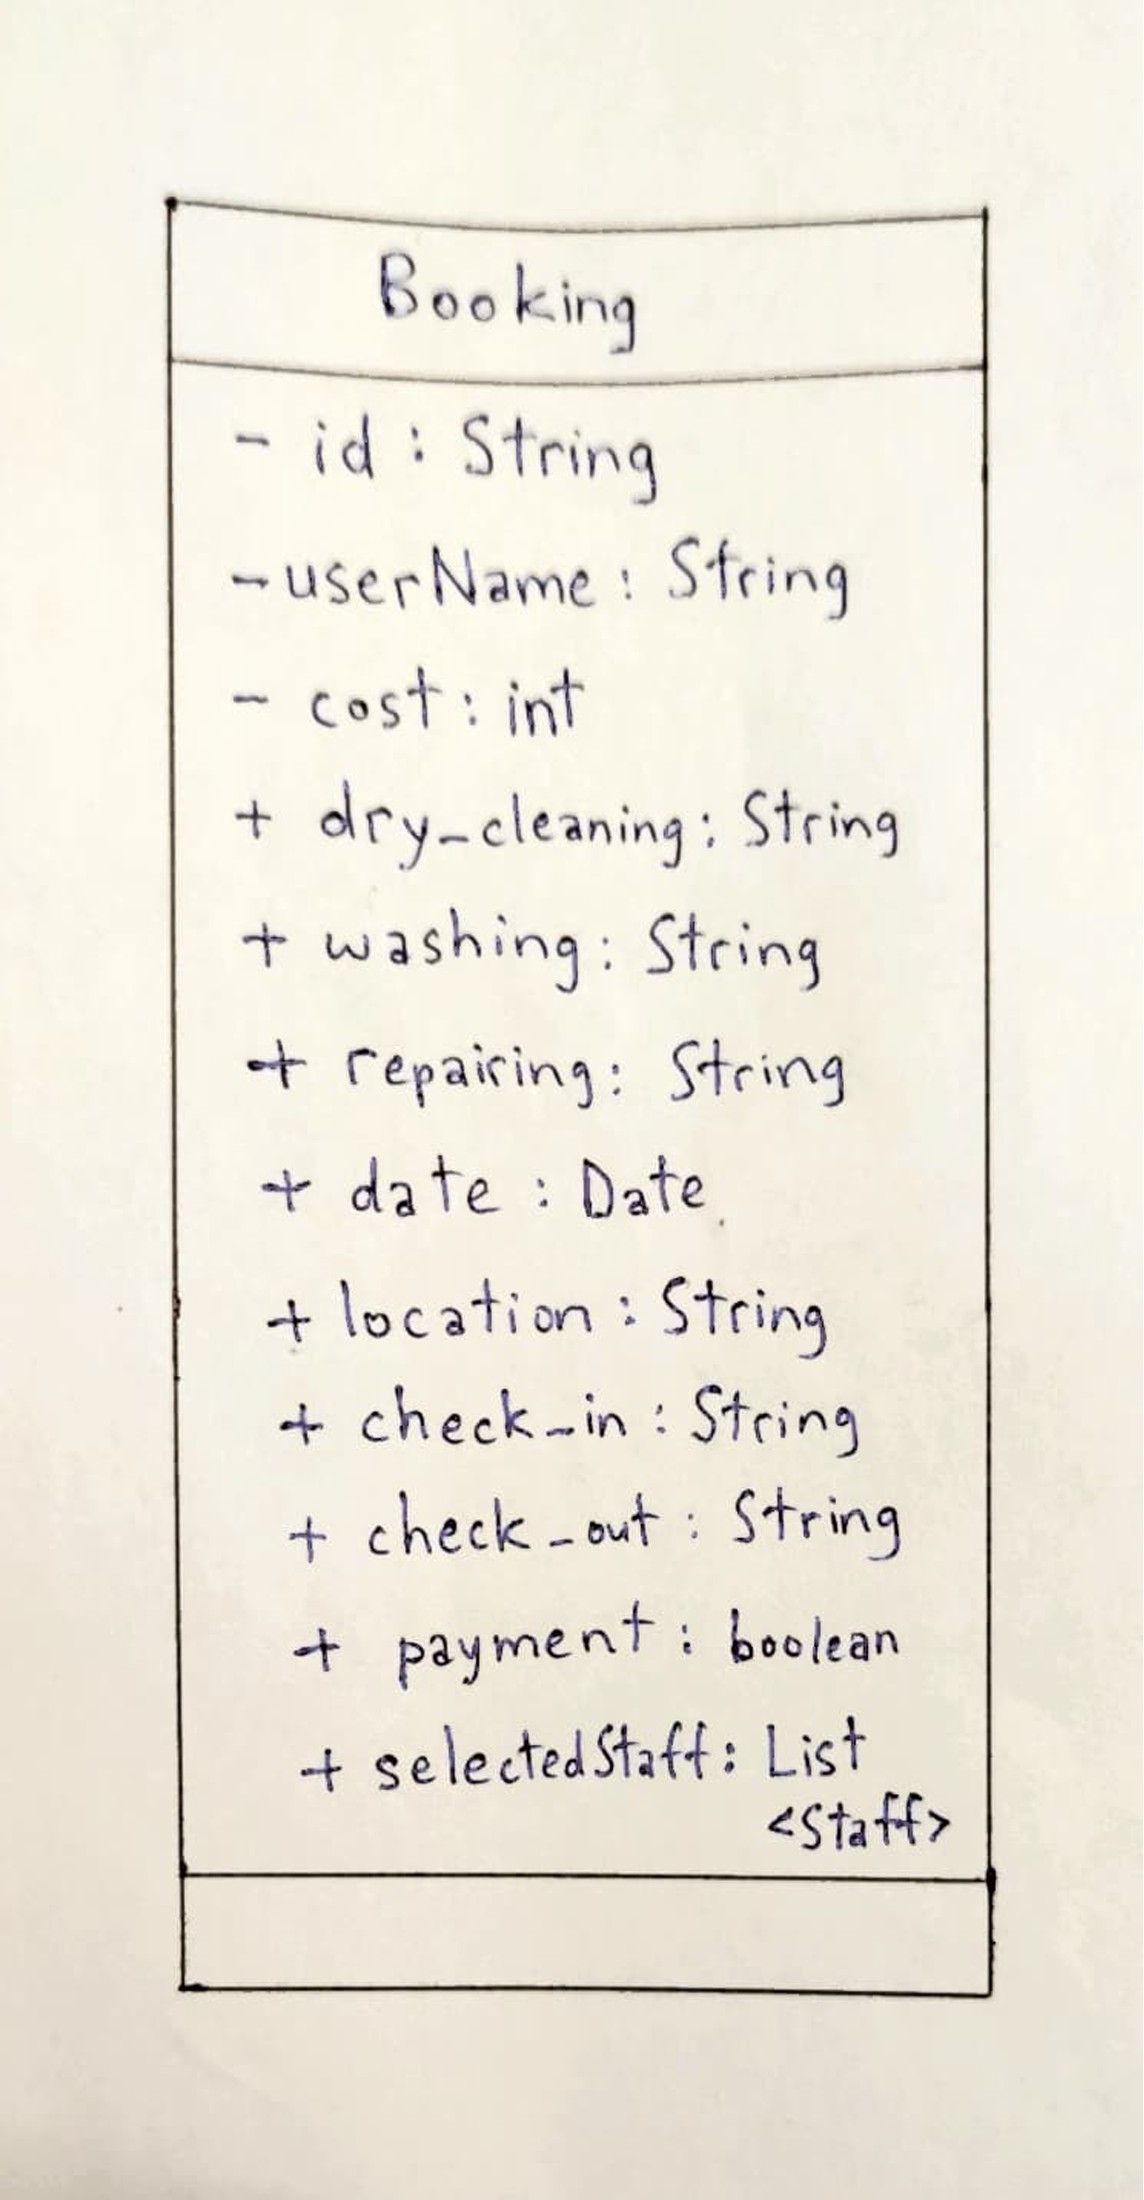 Booking
- id : String
- userName : String
- cost : int
+ dry_cleaning : String
+ washing : String
+ repairing : String
+ date : Date
+ location : String
+ check_in : String
+ check_out : String
+ payment : boolean
+ selectedStaff : List
<Staff>